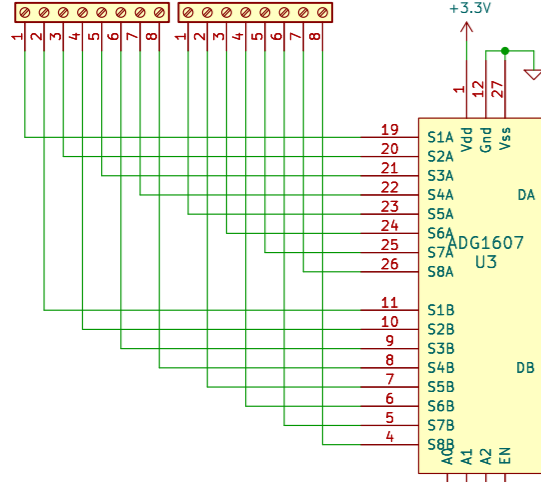 +3.3V
1 2 3 4 5 6 7 8 1 2 3 4 5 6 7 8
1 12 27
Vdd Gnd Vss
19 S1A
20 S2A
21 S3A
22 S4A DA
23 S5A
24 S6A
ADG1607
25 S7A
U3
26 S8A
11 S1B
10 S2B
9 S3B
8 S4B DB
7 S5B
6 S6B
5 S7B
4 S8B
A0 A1 A2 EN